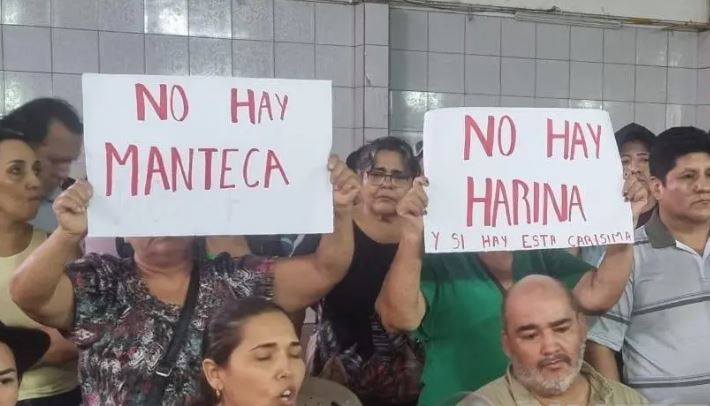 NO HAY
MANTECA
NO HAY
HARINA
Y SI HAY ESTA CARISIMA